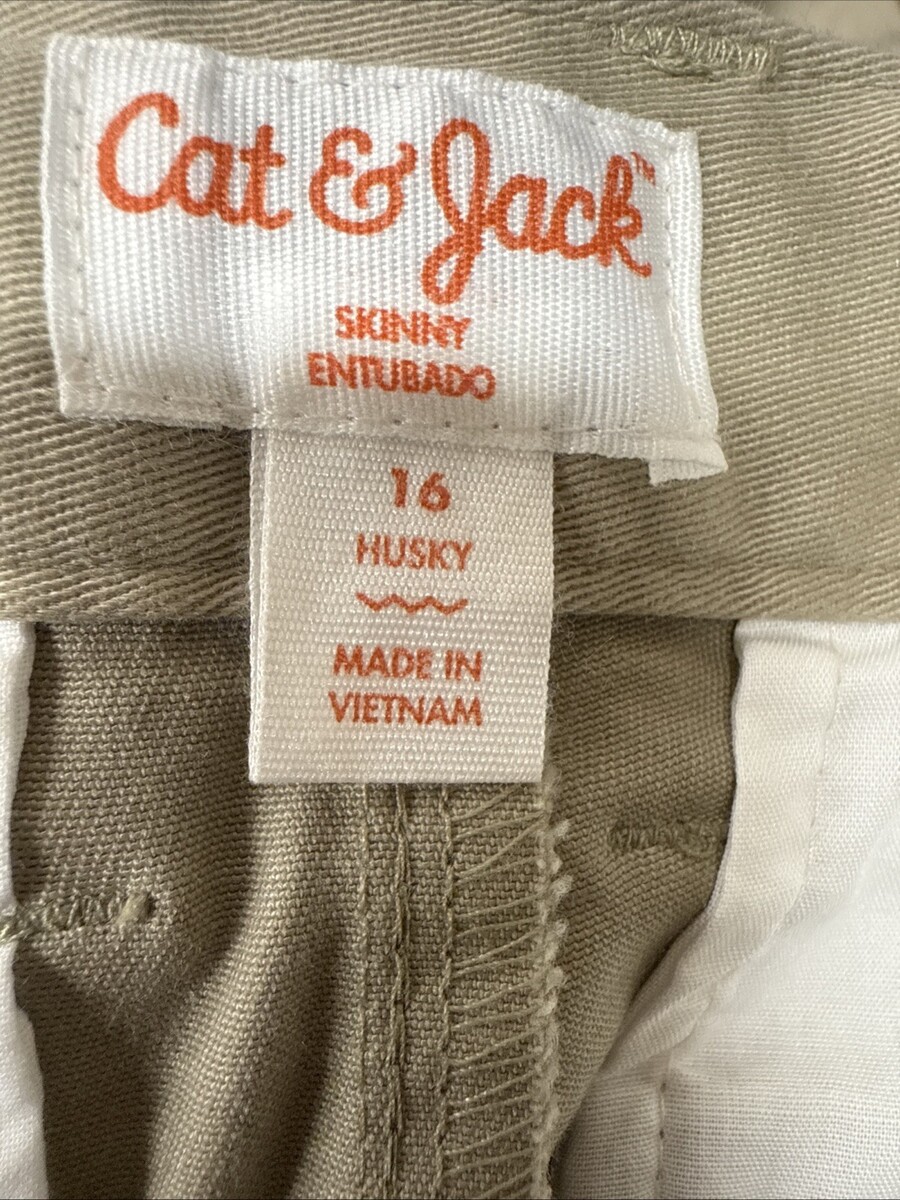 Cat & Jack™
SKINNY
ENTUBADO
16
HUSKY
MADE IN
VIETNAM